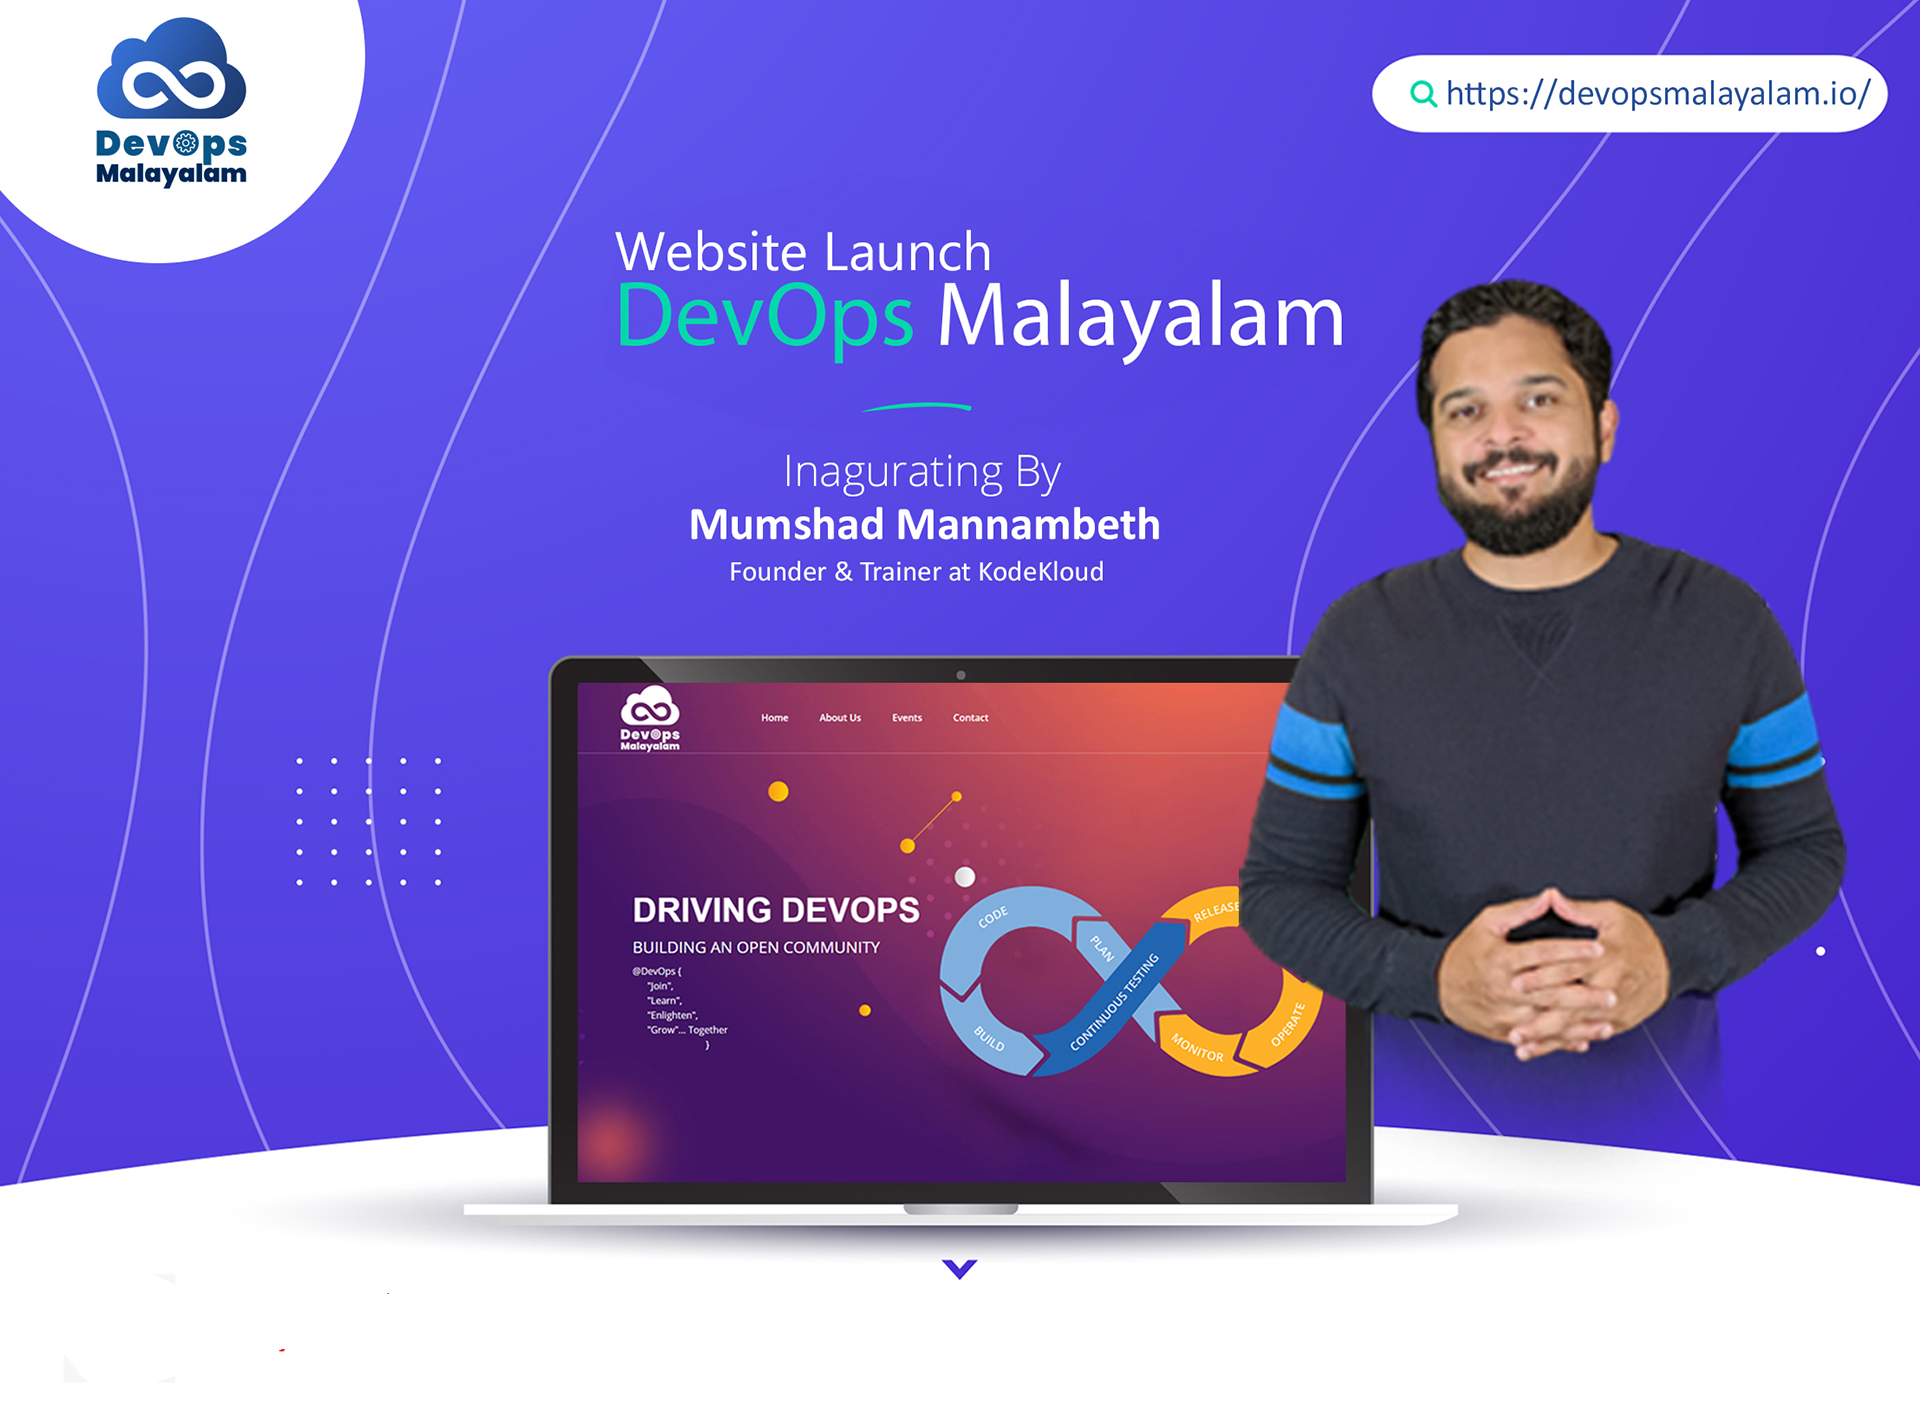 DevOps
Malayalam
https://devopsmalayalam.io/
Website Launch
DevOps Malayalam
Inagurating By
Mumshad Mannambeth
Founder & Trainer at KodeKloud
DevOps
Malayalam
Home About Us Events Contact
DRIVING DEVOPS
BUILDING AN OPEN COMMUNITY
@DevOps {
"Join",
"Learn",
"Enlighten",
"Grow"... Together
}
CODE
PLAN
BUILD
CONTINUOUS TESTING
RELEASE
MONITOR
OPERATE